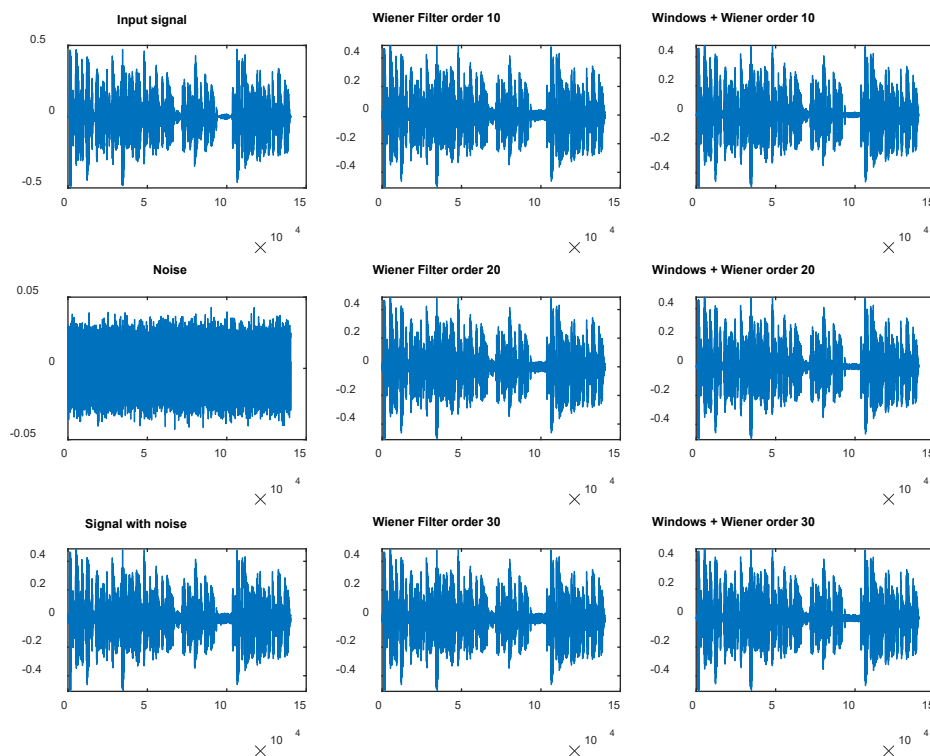 Input signal
0.5
0
-0.5
0 5 10 15
× 10 4
Wiener Filter order 10
0.4
0.2
0
-0.2
-0.4
0 5 10 15
× 10 4
Windows + Wiener order 10
0.4
0.2
0
-0.2
-0.4
0 5 10 15
× 10 4
Noise
0.05
0
-0.05
0 5 10 15
× 10 4
Wiener Filter order 20
0.4
0.2
0
-0.2
-0.4
0 5 10 15
× 10 4
Windows + Wiener order 20
0.4
0.2
0
-0.2
-0.4
0 5 10 15
× 10 4
Signal with noise
0.4
0.2
0
-0.2
-0.4
0 5 10 15
× 10 4
Wiener Filter order 30
0.4
0.2
0
-0.2
-0.4
0 5 10 15
× 10 4
Windows + Wiener order 30
0.4
0.2
0
-0.2
-0.4
0 5 10 15
× 10 4